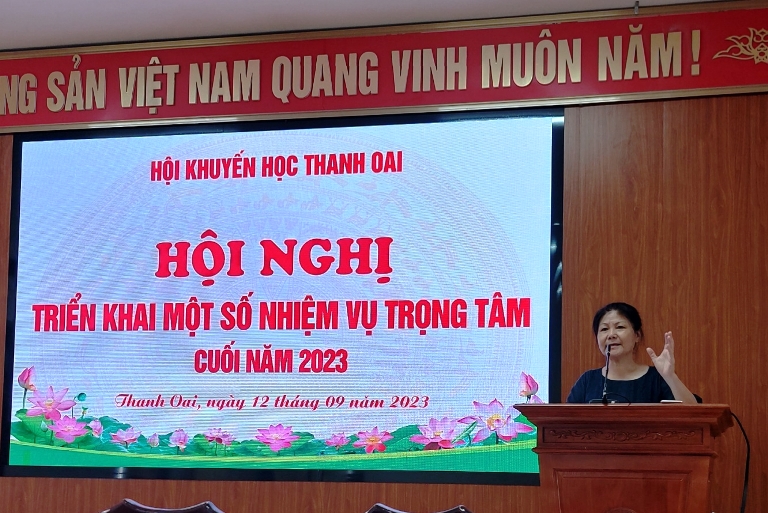 SẢN VIỆT NAM QUANG VINH MUÔN NĂM!
HỘI KHUYẾN HỌC THANH OAI
HỘI NGHỊ
TRIỂN KHAI MỘT SỐ NHIỆM VỤ TRỌNG TÂM
CUỐI NĂM 2023
Thanh Oai, ngày 12 tháng 09 năm 2023